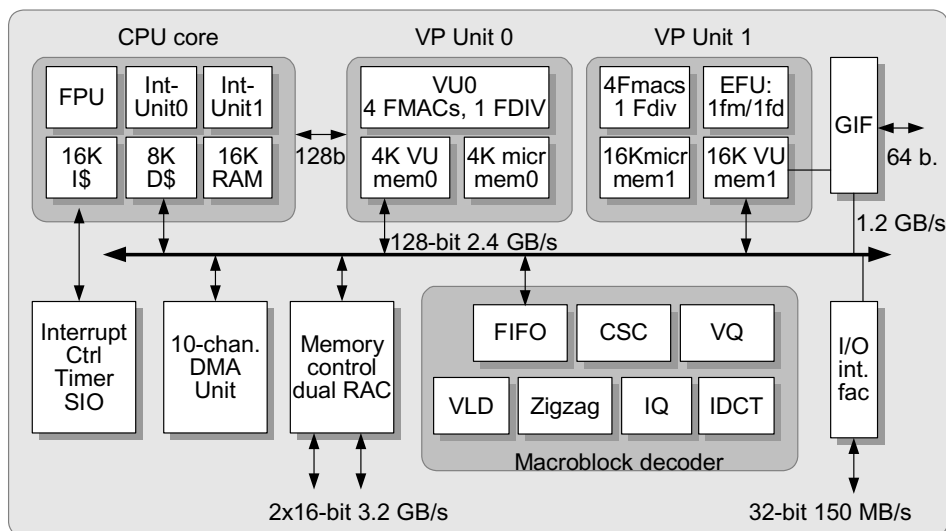 CPU core
VP Unit 0
VP Unit 1
FPU
Int-
Unit0
Int-
Unit1
16K
I$
8K
D$
16K
RAM
128b
VU0
4 FMACs, 1 FDIV
4K VU
mem0
4K micr
mem0
4Fmacs
1 Fdiv
EFU:
1fm/1fd
16Kmicr
mem1
16K VU
mem1
GIF
64 b.
1.2 GB/s
128-bit 2.4 GB/s
Interrupt
Ctrl
Timer
SIO
10-chan.
DMA
Unit
Memory
control
dual RAC
FIFO
CSC
VQ
VLD
Zigzag
IQ
IDCT
Macroblock decoder
I/O
int.
fac
2x16-bit 3.2 GB/s
32-bit 150 MB/s